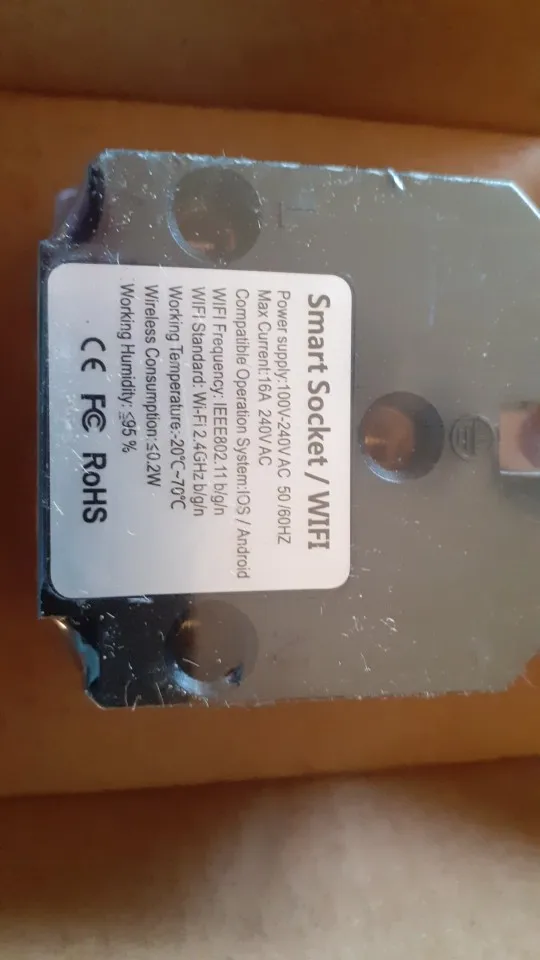 Smart Socket / WIFI
Power supply:100V-240V AC 50 /60HZ
Max Current:16A 240V AC
Compatible Operation System:IOS / Android
WIFI Frequency: IEEE802.11 b/g/n
WIFI Standard: Wi-Fi 2.4GHz b/g/n
Working Temperature:-20°C~70°C
Wireless Consumption:≤0.2W
Working Humidity: ≤95 %
CE FC RoHS
L